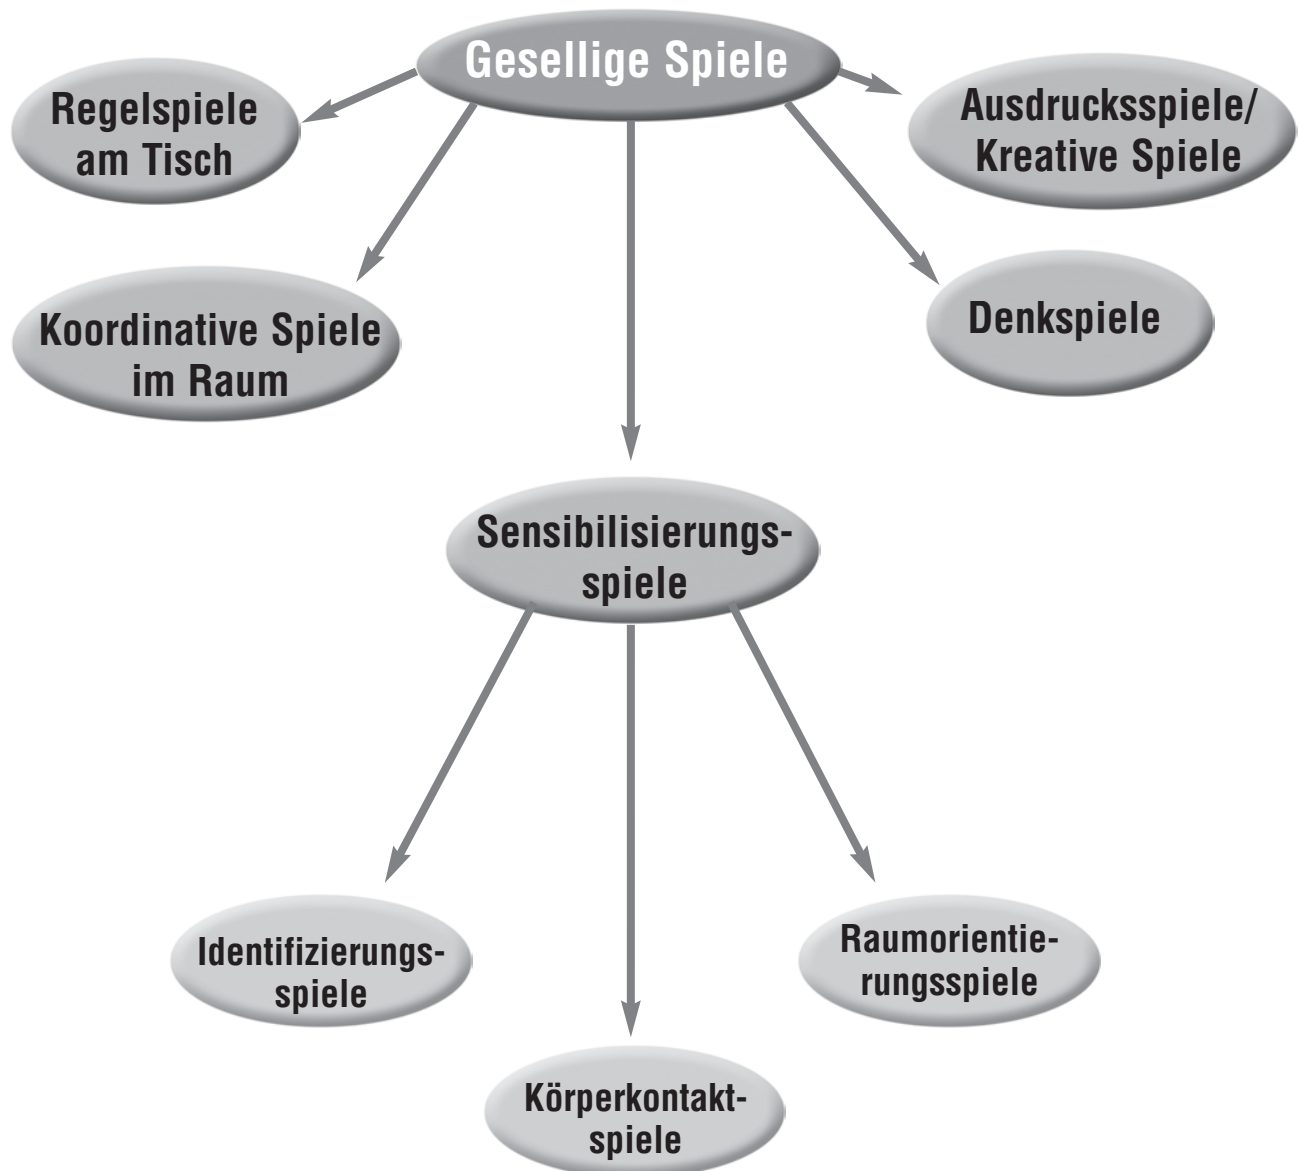 Gesellige Spiele
Regelspiele
am Tisch
Ausdrucksspiele/
Kreative Spiele
Koordinative Spiele
im Raum
Denkspiele
Sensibilisierungs-
spiele
Identifizierungs-
spiele
Raumorientie-
rungsspiele
Körperkontakt-
spiele